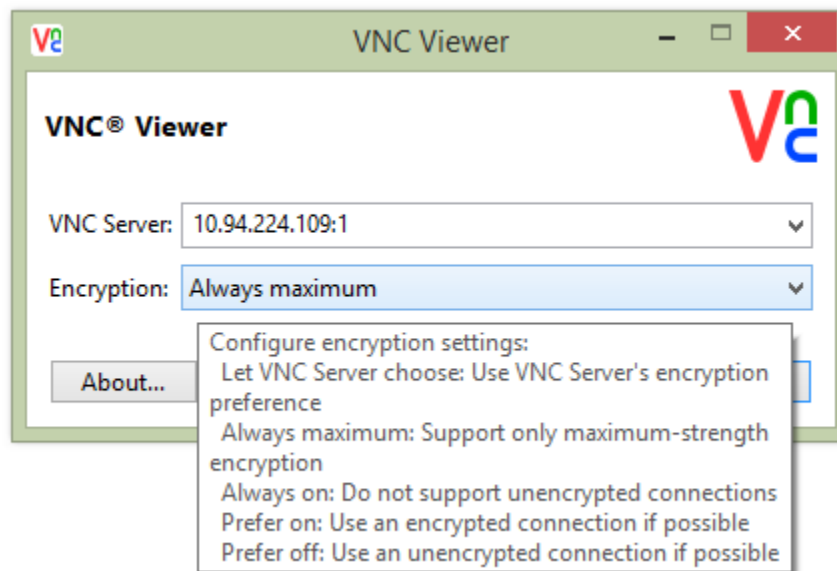 VNC Viewer
VNC® Viewer
VNC Server: 10.94.224.109:1
Encryption: Always maximum
About...
Configure encryption settings:
Let VNC Server choose: Use VNC Server's encryption
preference
Always maximum: Support only maximum-strength
encryption
Always on: Do not support unencrypted connections
Prefer on: Use an encrypted connection if possible
Prefer off: Use an unencrypted connection if possible